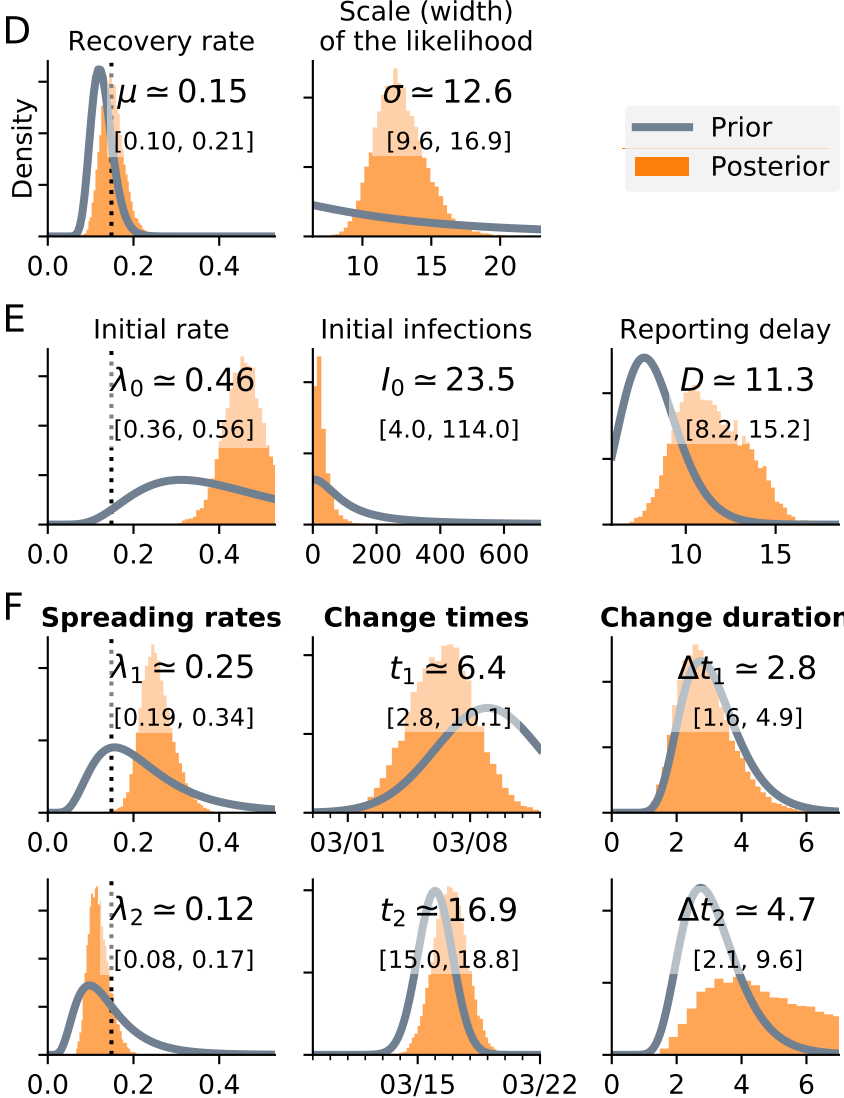 D
Recovery rate
Scale (width)
of the likelihood
Density
μ ≃ 0.15
[0.10, 0.21]
0.0 0.2 0.4
σ ≃ 12.6
[9.6, 16.9]
10 15 20
Prior
Posterior
E
Initial rate
λ0 ≃ 0.46
[0.36, 0.56]
0.0 0.2 0.4
Initial infections
I0 ≃ 23.5
[4.0, 114.0]
0 200 400 600
Reporting delay
D ≃ 11.3
[8.2, 15.2]
10 15
F
Spreading rates
λ1 ≃ 0.25
[0.19, 0.34]
0.0 0.2 0.4
Change times
t1 ≃ 6.4
[2.8, 10.1]
03/01 03/08
Change duration
Δt1 ≃ 2.8
[1.6, 4.9]
0 2 4 6
λ2 ≃ 0.12
[0.08, 0.17]
0.0 0.2 0.4
t2 ≃ 16.9
[15.0, 18.8]
03/15 03/22
Δt2 ≃ 4.7
[2.1, 9.6]
0 2 4 6